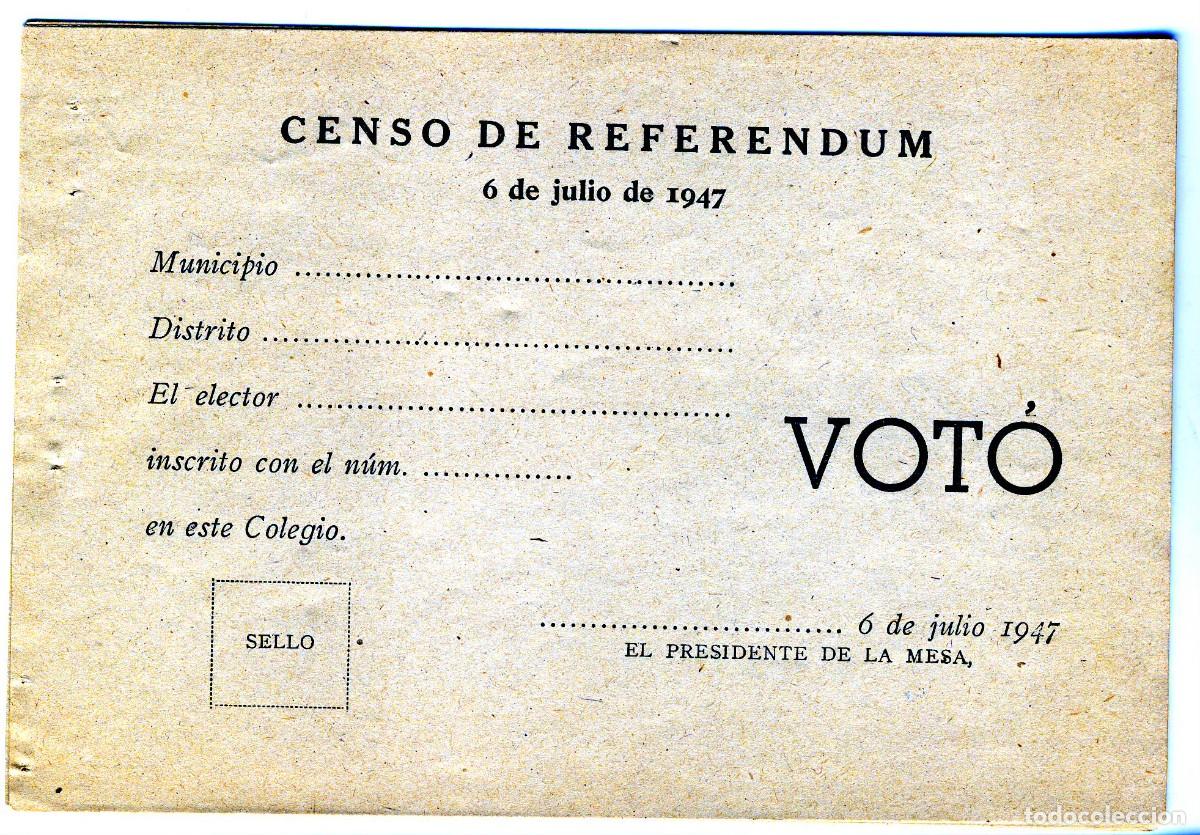 CENSO DE REFERENDUM
6 de julio de 1947
Municipio ............................................
Distrito ...............................................
El elector ............................................
inscrito con el núm. ...............
en este Colegio.
VOTÓ
SELLO
.............................. 6 de julio 1947
EL PRESIDENTE DE LA MESA,
todocoleccion